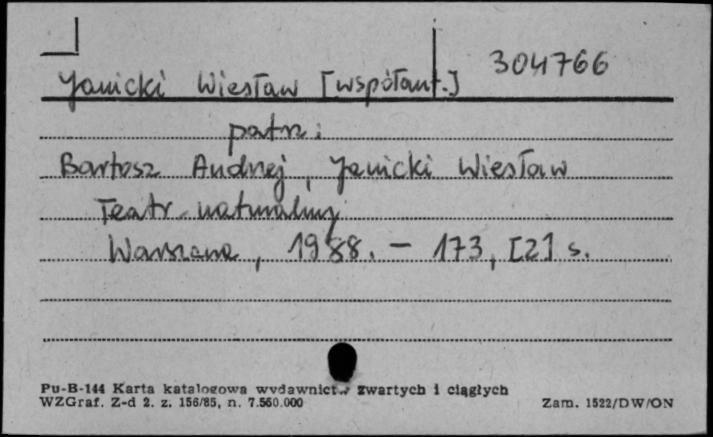 304766
Janicki Wiesław [współaut.]
patrz:
Bartosz Andrzej, Janicki Wiesław
Teatr naturalny
Warszawa, 1988. – 173, [2] s.
Pu-B-144 Karta katalogowa wydawnictw zwartych i ciągłych
WZGraf. Z-d 2. z. 156/85, n. 7.560.000
Zam. 1522/DW/ON